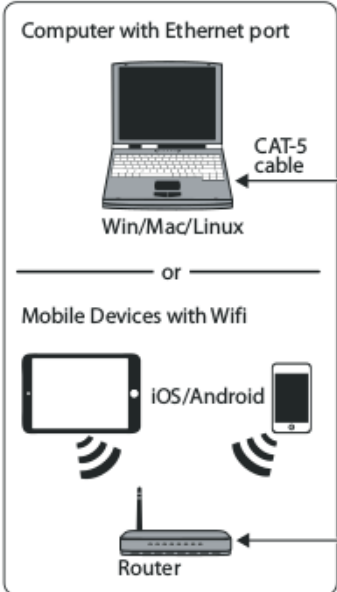 Computer with Ethernet port
CAT-5
cable
Win/Mac/Linux
or
Mobile Devices with Wifi
iOS/Android
Router